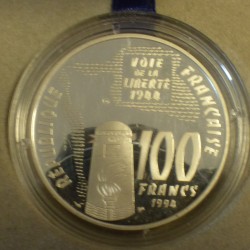 RÉPUBLIQUE
FRANÇAISE
VOIE
DE LA
LIBERTÉ
1944
100
FRANCS
1994